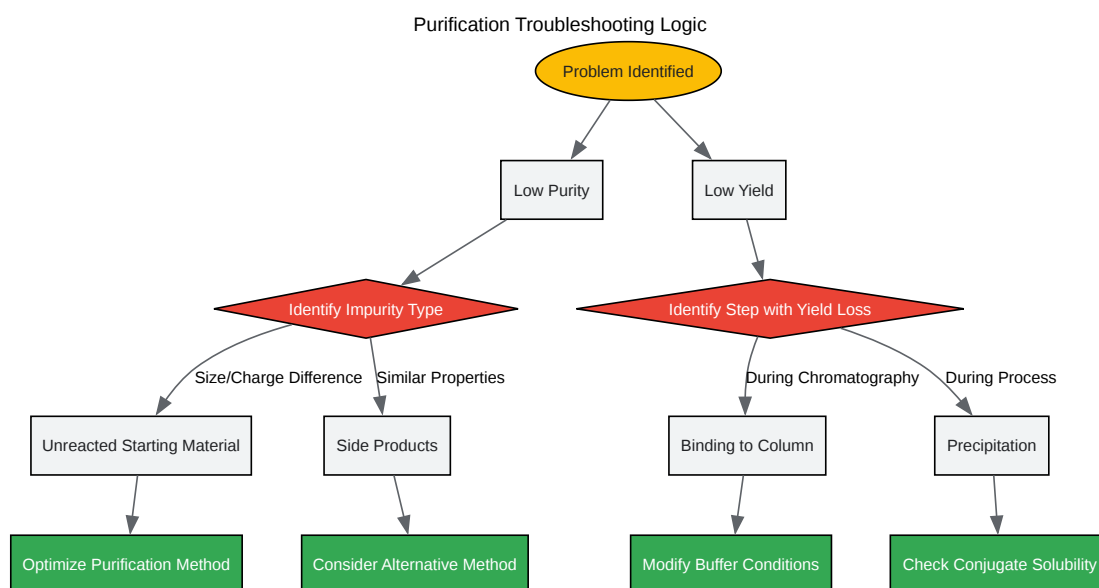 Purification Troubleshooting Logic
Problem Identified
Low Purity
Low Yield
Identify Impurity Type
Identify Step with Yield Loss
Size/Charge Difference
Similar Properties
During Chromatography
During Process
Unreacted Starting Material
Side Products
Binding to Column
Precipitation
Optimize Purification Method
Consider Alternative Method
Modify Buffer Conditions
Check Conjugate Solubility